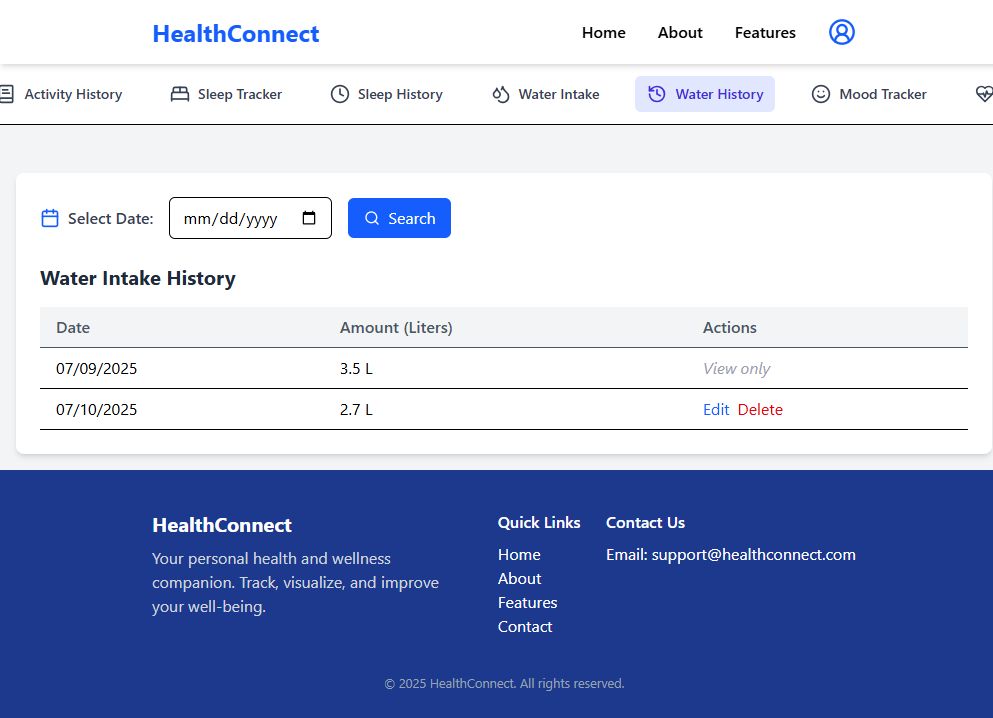 HealthConnect Home About Features
Activity History Sleep Tracker Sleep History Water Intake Water History Mood Tracker
Select Date: mm/dd/yyyy Search
Water Intake History
Date Amount (Liters) Actions
07/09/2025 3.5 L View only
07/10/2025 2.7 L Edit Delete
HealthConnect
Your personal health and wellness
companion. Track, visualize, and improve
your well-being.
Quick Links
Home
About
Features
Contact
Contact Us
Email: support@healthconnect.com
© 2025 HealthConnect. All rights reserved.